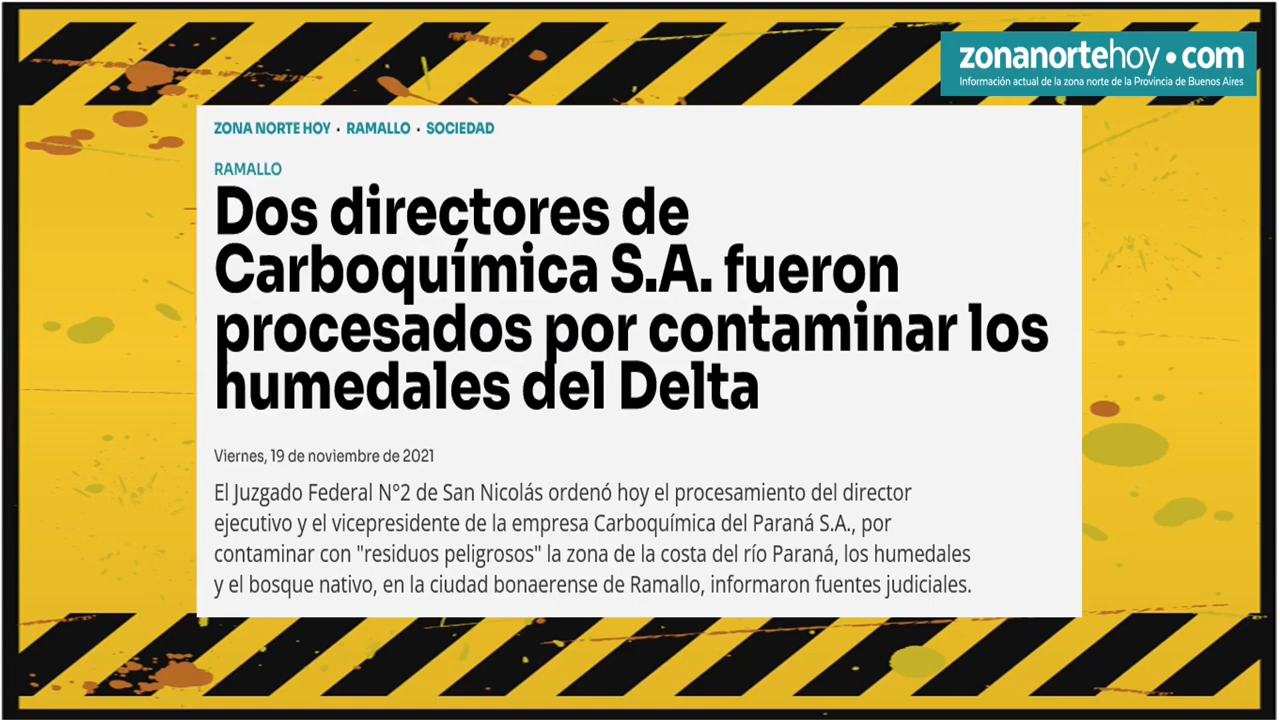 zonanortehoy • com
Información actual de la zona norte de la Provincia de Buenos Aires
ZONA NORTE HOY • RAMALLO • SOCIEDAD
RAMALLO
Dos directores de
Carboquímica S.A. fueron
procesados por contaminar los
humedales del Delta
Viernes, 19 de noviembre de 2021
El Juzgado Federal N°2 de San Nicolás ordenó hoy el procesamiento del director
ejecutivo y el vicepresidente de la empresa Carboquímica del Paraná S.A., por
contaminar con "residuos peligrosos" la zona de la costa del río Paraná, los humedales
y el bosque nativo, en la ciudad bonaerense de Ramallo, informaron fuentes judiciales.